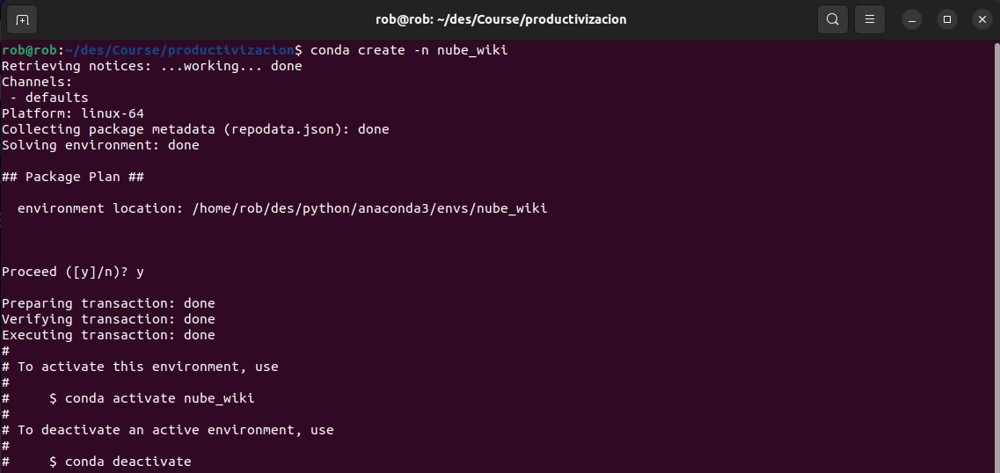 rob@rob: ~/des/Course/productivizacion
rob@rob:~/des/Course/productivizacion$ conda create -n nube_wiki
Retrieving notices: ...working... done
Channels:
 - defaults
Platform: linux-64
Collecting package metadata (repodata.json): done
Solving environment: done

## Package Plan ##

  environment location: /home/rob/des/python/anaconda3/envs/nube_wiki



Proceed ([y]/n)? y

Preparing transaction: done
Verifying transaction: done
Executing transaction: done
#
# To activate this environment, use
#
#     $ conda activate nube_wiki
#
# To deactivate an active environment, use
#
#     $ conda deactivate